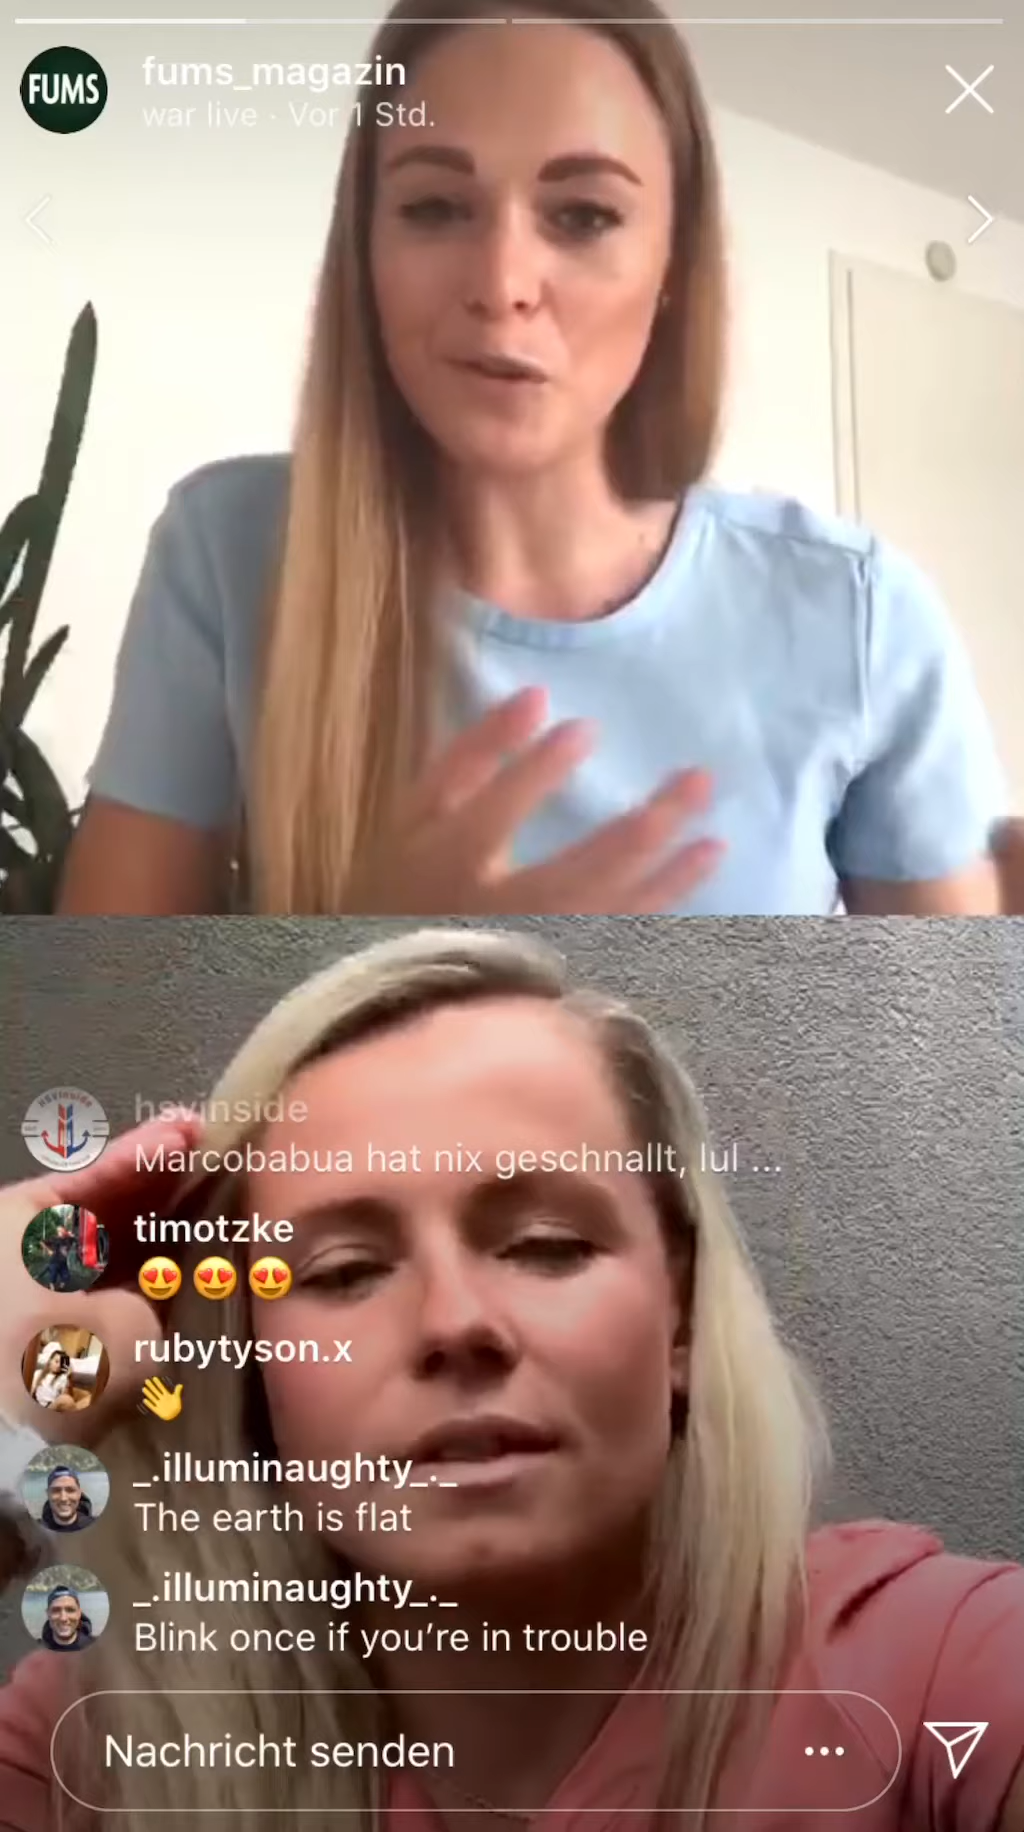 FUMS
fums_magazin
war live · Vor 1 Std.
hsvinside
Marcobabua hat nix geschnallt, lul ...
timotzke
😍😍😍
rubytyson.x
👋
_.illuminaughty_._
The earth is flat
_.illuminaughty_._
Blink once if you’re in trouble
Nachricht senden